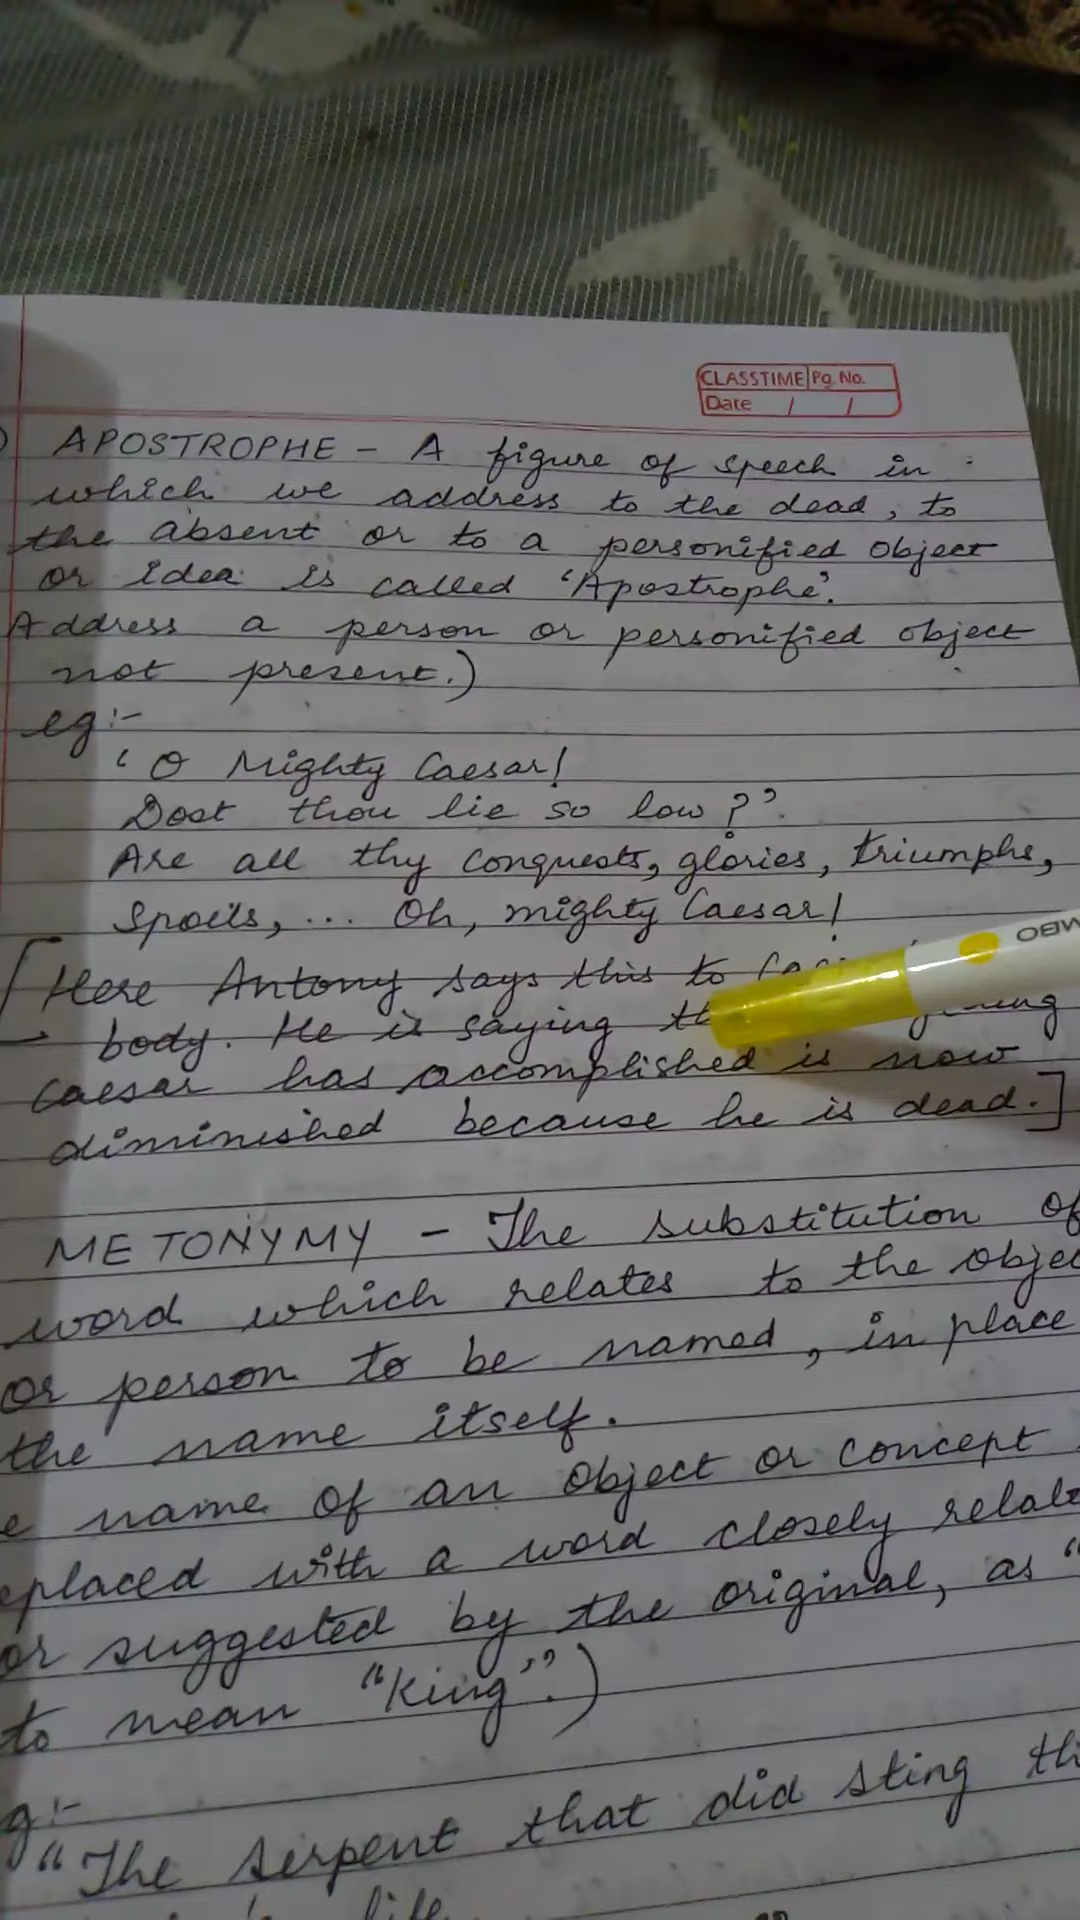 CLASSTIME Pg. No.
Date / /
APOSTROPHE - A figure of speech in
which we address to the dead, to
the absent or to a personified object
or idea is called 'Apostrophe'.
Address a person or personified object
not present.)
eg:-
'O Mighty Caesar!
Dost thou lie so low?'
Are all thy conquests, glories, triumphs,
Spoils, ... Oh, mighty Caesar!
[Here Antony says this to
body. He is saying
Caesar has accomplished is now
diminished because he is dead.]
METONYMY - The substitution of
word which relates to the
or person to be named, in place
the name itself.
name of an object or concept
with a word closely
or suggested by the original, as "
to mean "King".)
"The serpent that did sting
life